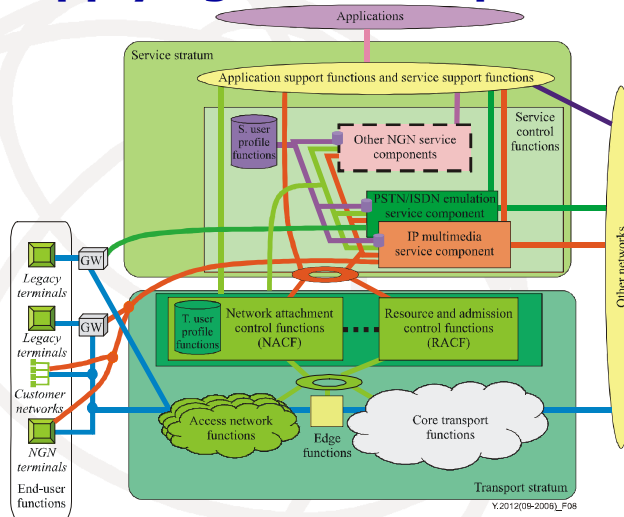 Applications
Service stratum
Application support functions and service support functions
S. user
profile
functions
Other NGN service
components
Service
control
functions
PSTN/ISDN emulation
service component
IP multimedia
service component
GW
Legacy
terminals
GW
Legacy
terminals
Customer
networks
NGN
terminals
End-user
functions
T. user
profile
functions
Network attachment
control functions
(NACF)
Resource and admission
control functions
(RACF)
Access network
functions
Edge
functions
Core transport
functions
Transport stratum
Other networks
Y.2012(09-2006)_F08